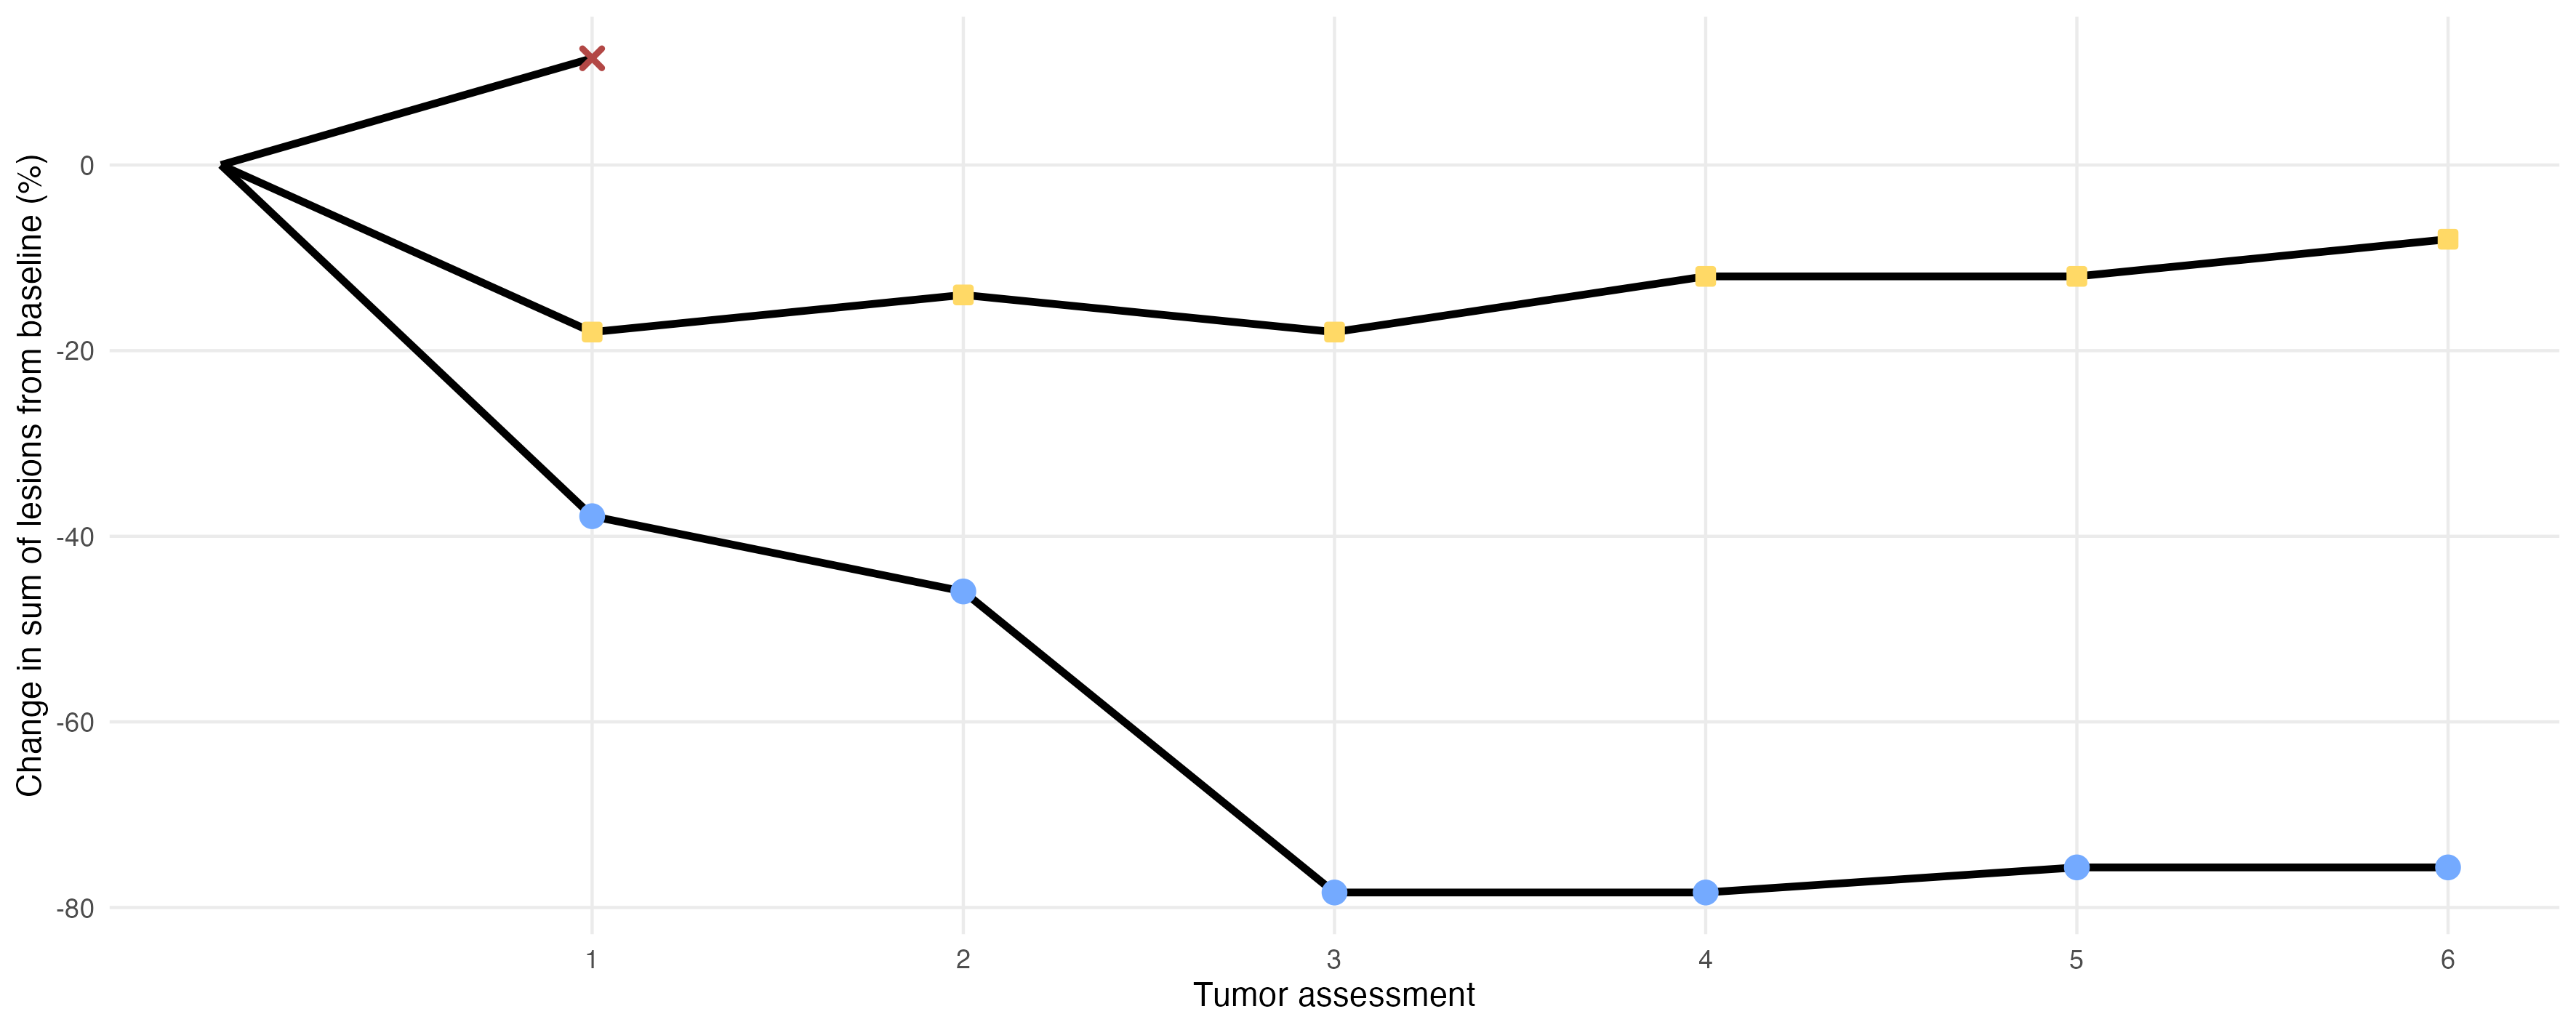 Change in sum of lesions from baseline (%)
0
-20
-40
-60
-80
1 2 3 4 5 6
Tumor assessment